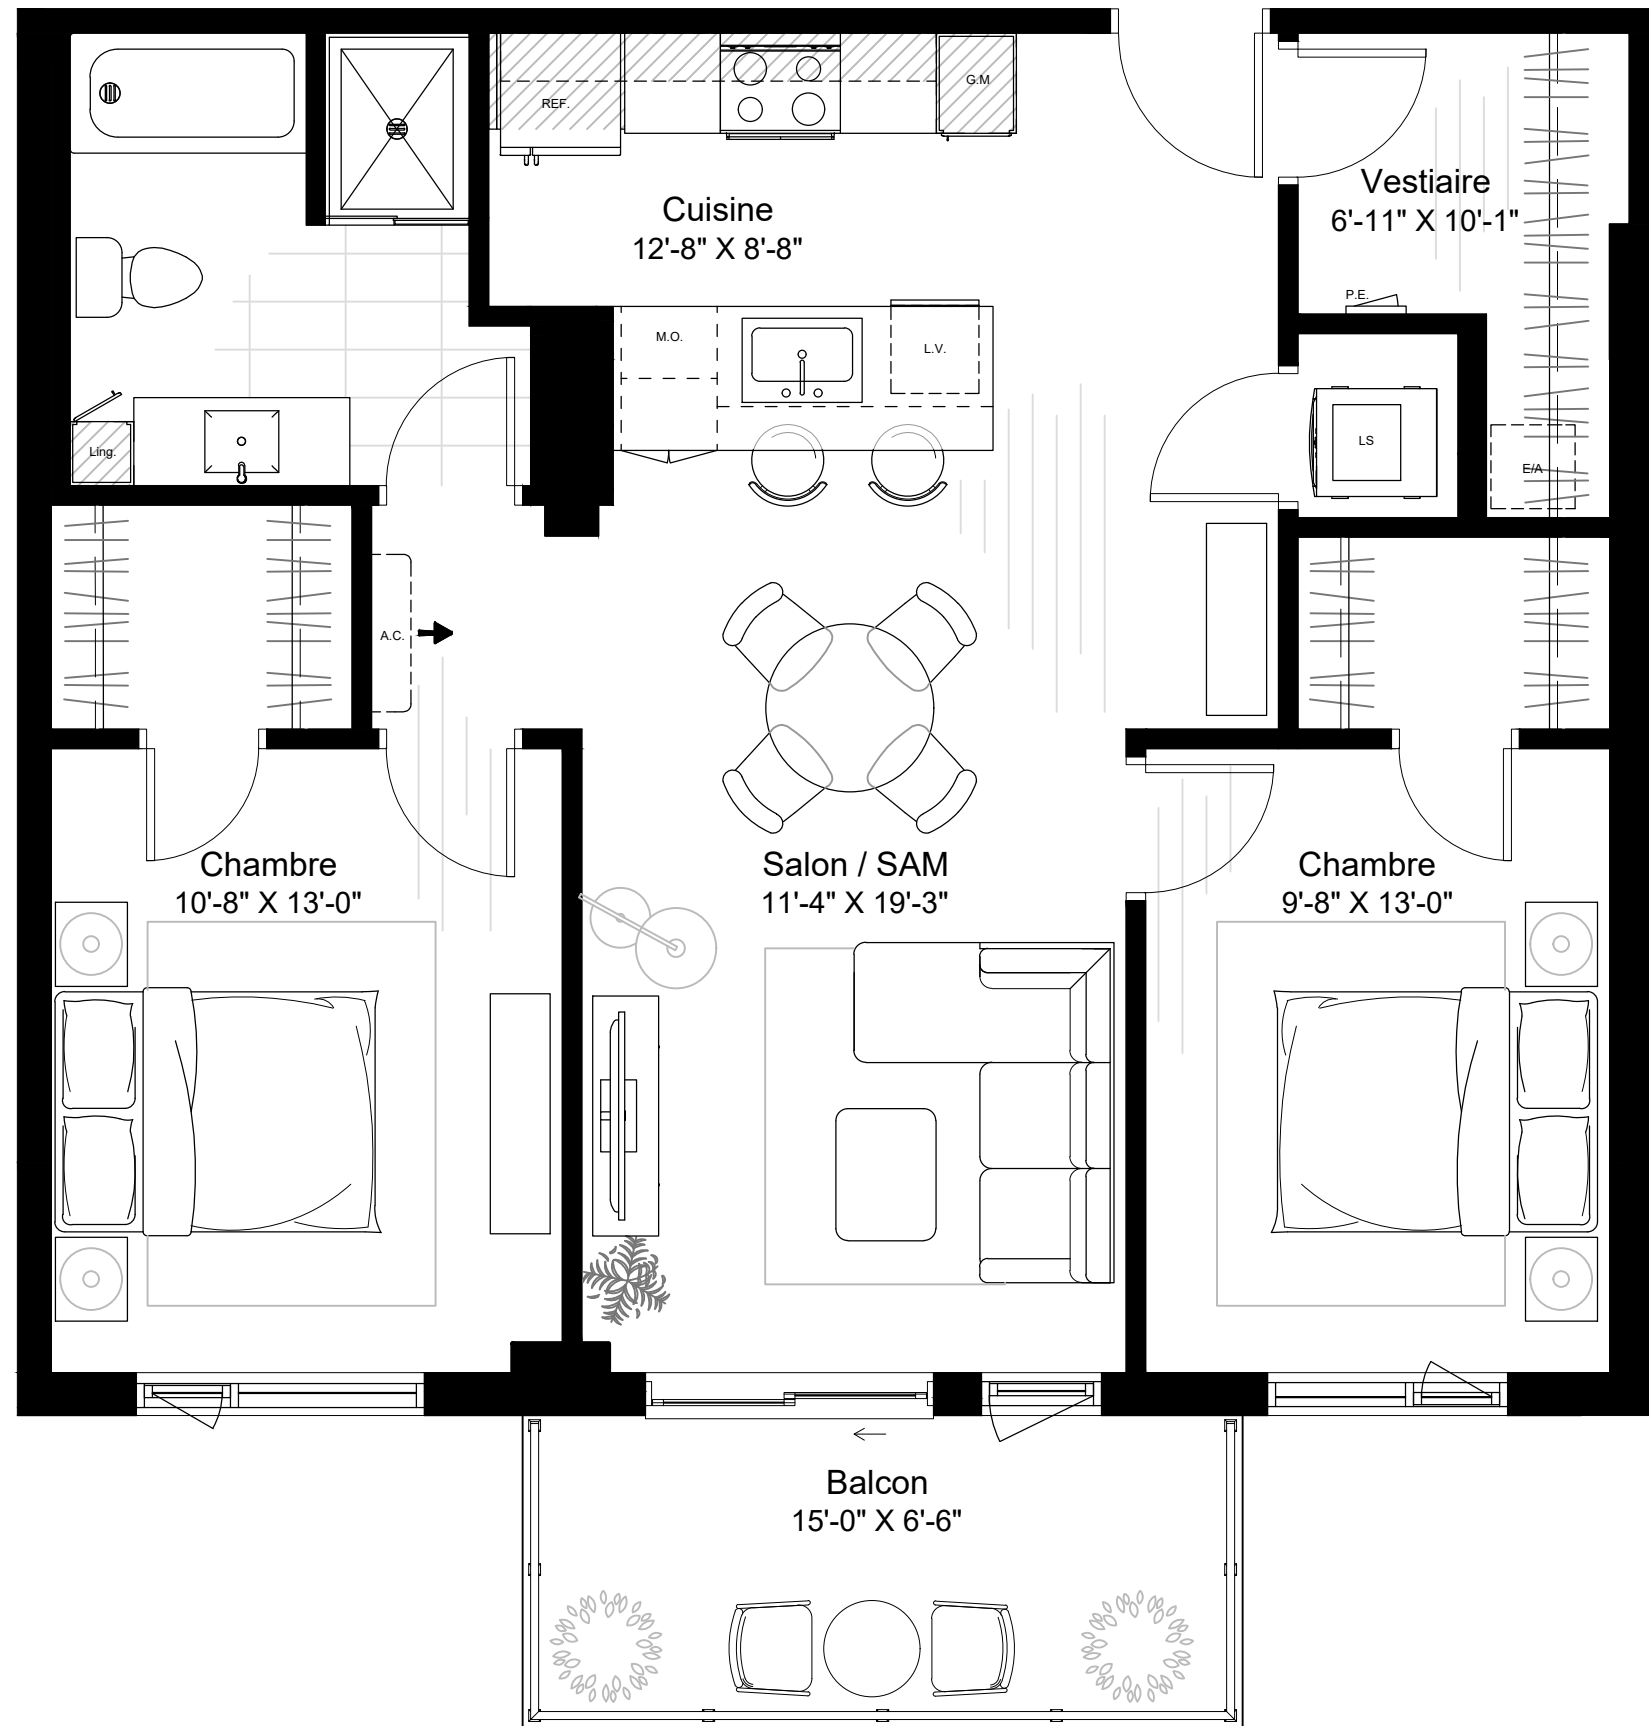 REF.
G.M
Cuisine
12'-8" X 8'-8"
Vestiaire
6'-11" X 10'-1"
P.E.
M.O.
L.V.
Ling.
LS
E/A
A.C.
Chambre
10'-8" X 13'-0"
Salon / SAM
11'-4" X 19'-3"
Chambre
9'-8" X 13'-0"
Balcon
15'-0" X 6'-6"